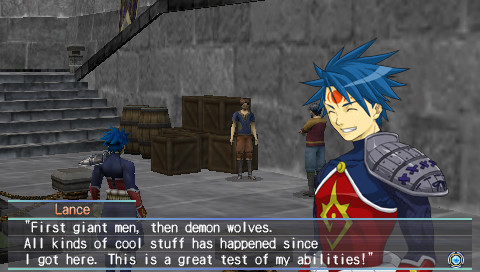 Lance
"First giant men, then demon wolves.
All kinds of cool stuff has happened since
I got here. This is a great test of my abilities!"